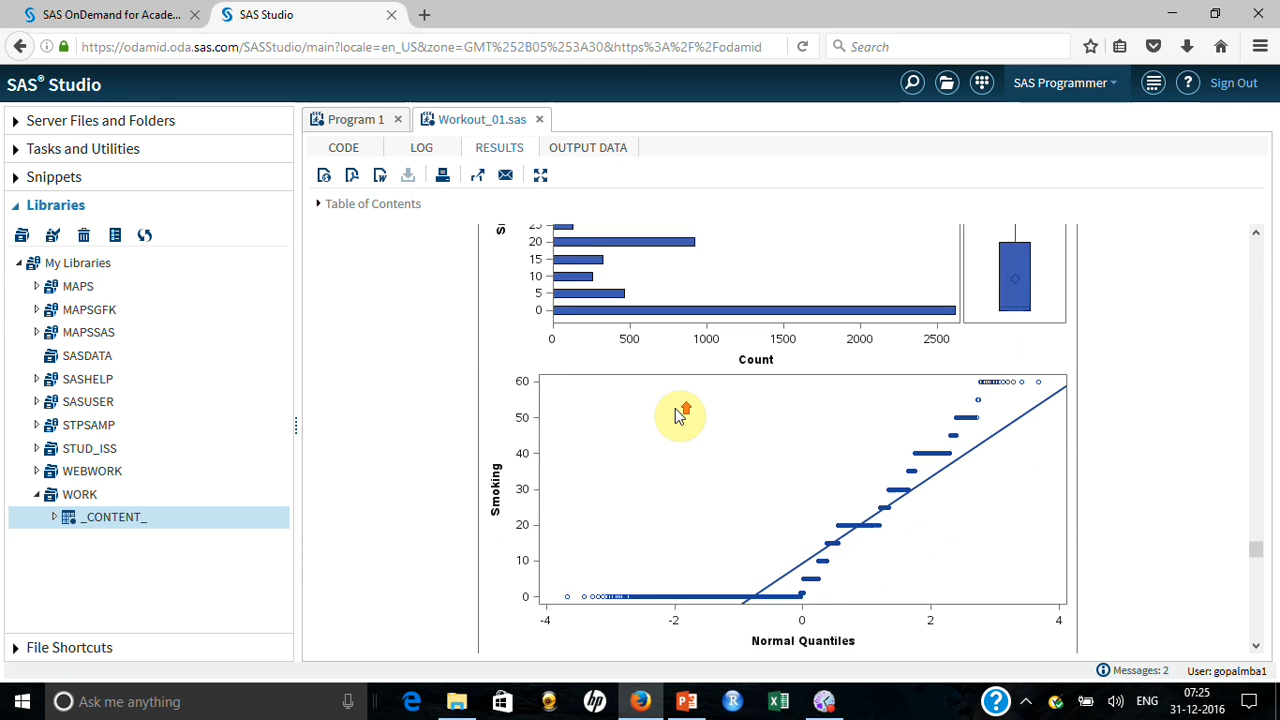 SAS OnDemand for Acade...
SAS Studio
https://odamid.oda.sas.com/SASStudio/main?locale=en_US&zone=GMT%252B05%253A30&https%3A%2F%2Fodamid
Search
SAS® Studio
SAS Programmer
Sign Out
Server Files and Folders
Tasks and Utilities
Snippets
Libraries
My Libraries
MAPS
MAPSGFK
MAPSSAS
SASDATA
SASHELP
SASUSER
STPSAMP
STUD_ISS
WEBWORK
WORK
_CONTENT_
File Shortcuts
Program 1
Workout_01.sas
CODE
LOG
RESULTS
OUTPUT DATA
Table of Contents
25
20
15
10
5
0
0 500 1000 1500 2000 2500
Count
60
50
40
30
20
10
0
Smoking
-4 -2 0 2 4
Normal Quantiles
Messages: 2
User: gopalmba1
Ask me anything
ENG
07:25
31-12-2016